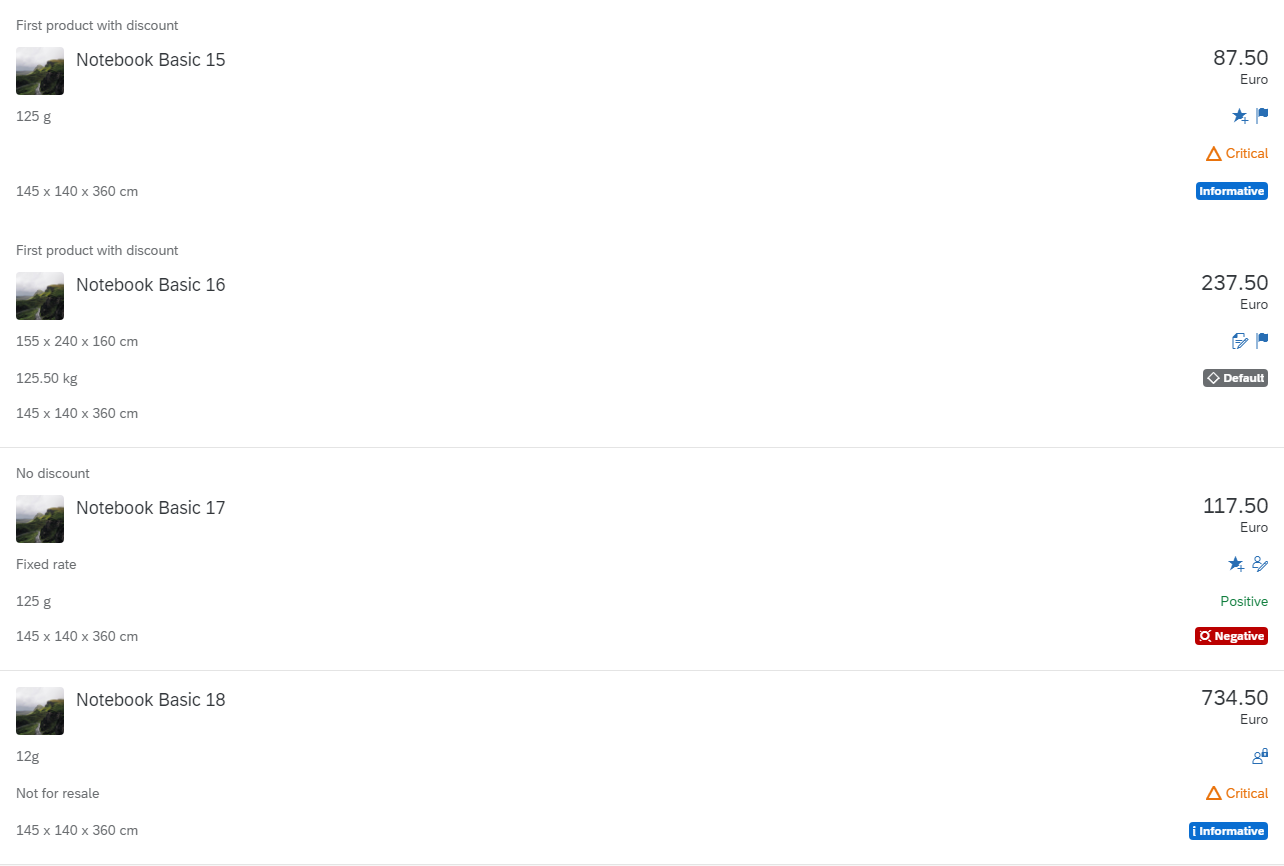 First product with discount
Notebook Basic 15
87.50
Euro
125 g
Critical
145 x 140 x 360 cm
Informative
First product with discount
Notebook Basic 16
237.50
Euro
155 x 240 x 160 cm
125.50 kg
Default
145 x 140 x 360 cm
No discount
Notebook Basic 17
117.50
Euro
Fixed rate
125 g
Positive
145 x 140 x 360 cm
Negative
Notebook Basic 18
734.50
Euro
12g
Not for resale
Critical
145 x 140 x 360 cm
Informative